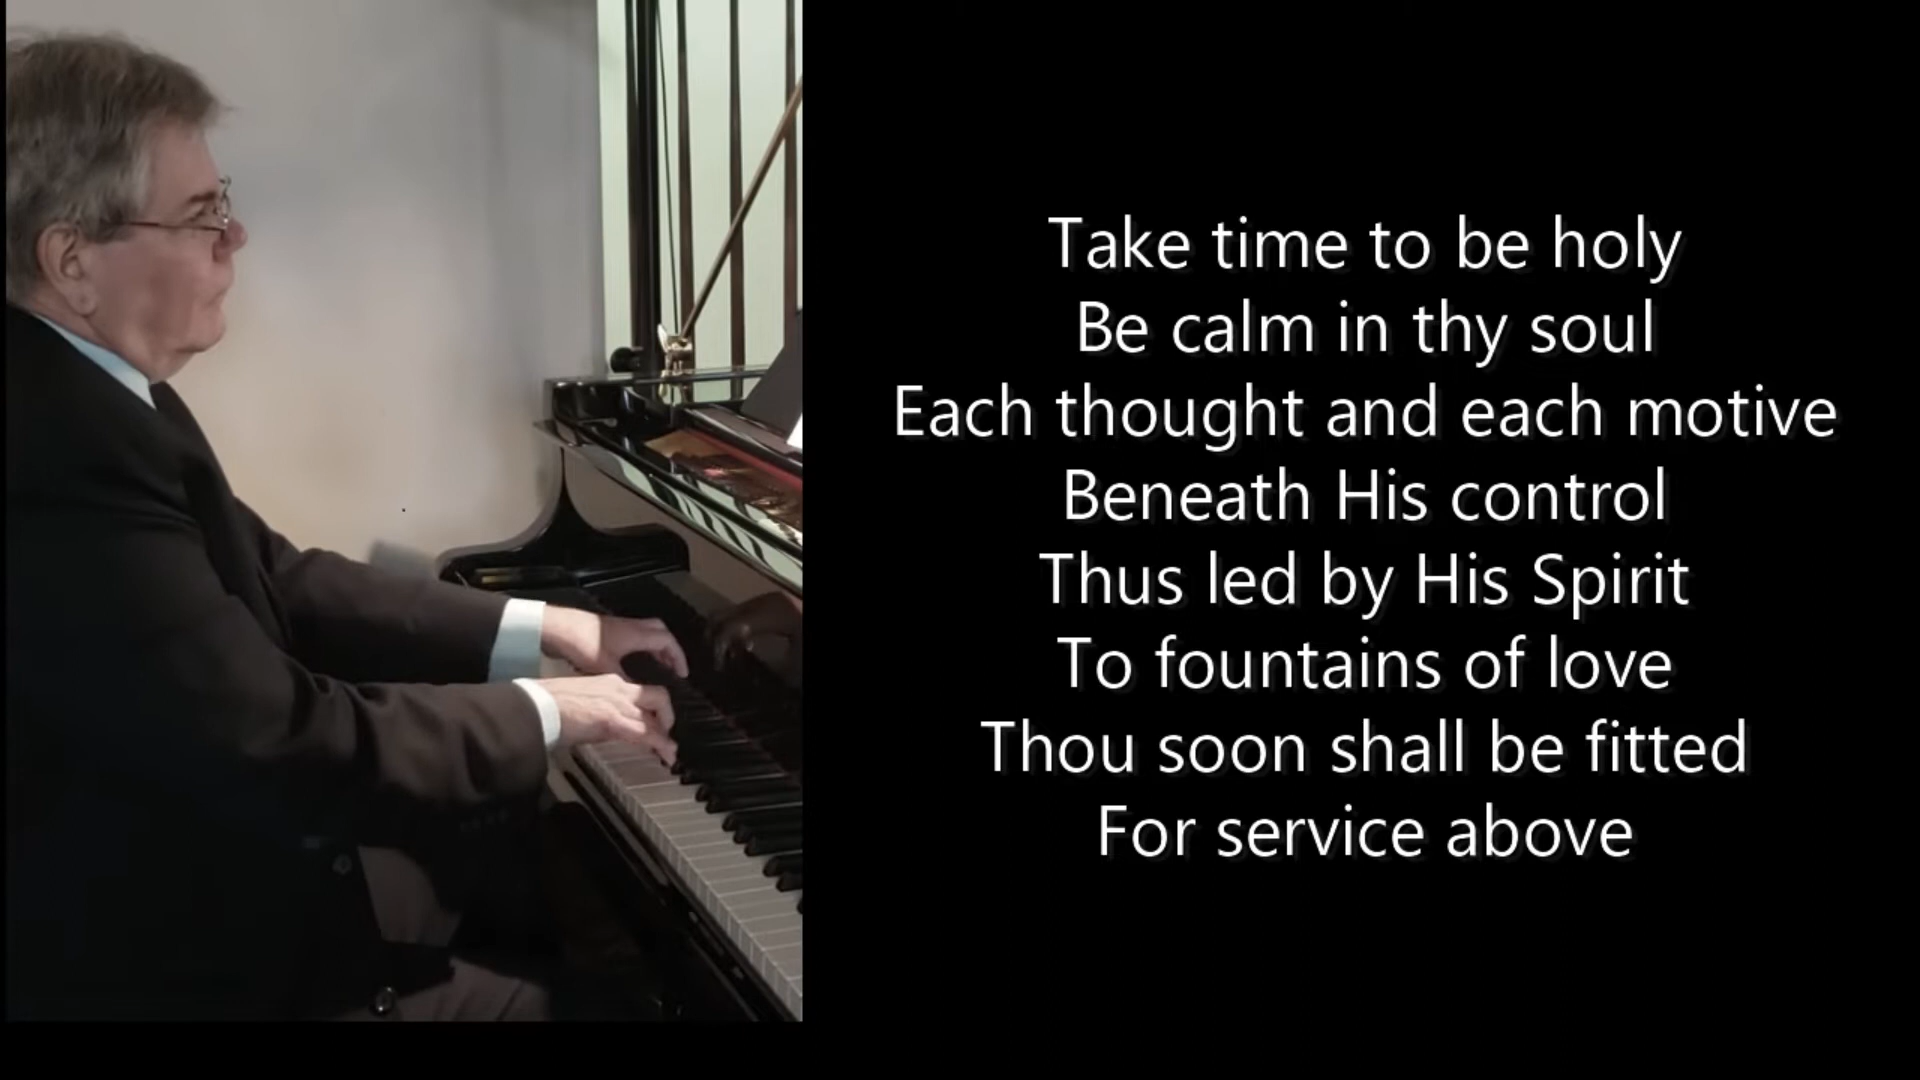 Take time to be holy
Be calm in thy soul
Each thought and each motive
Beneath His control
Thus led by His Spirit
To fountains of love
Thou soon shall be fitted
For service above